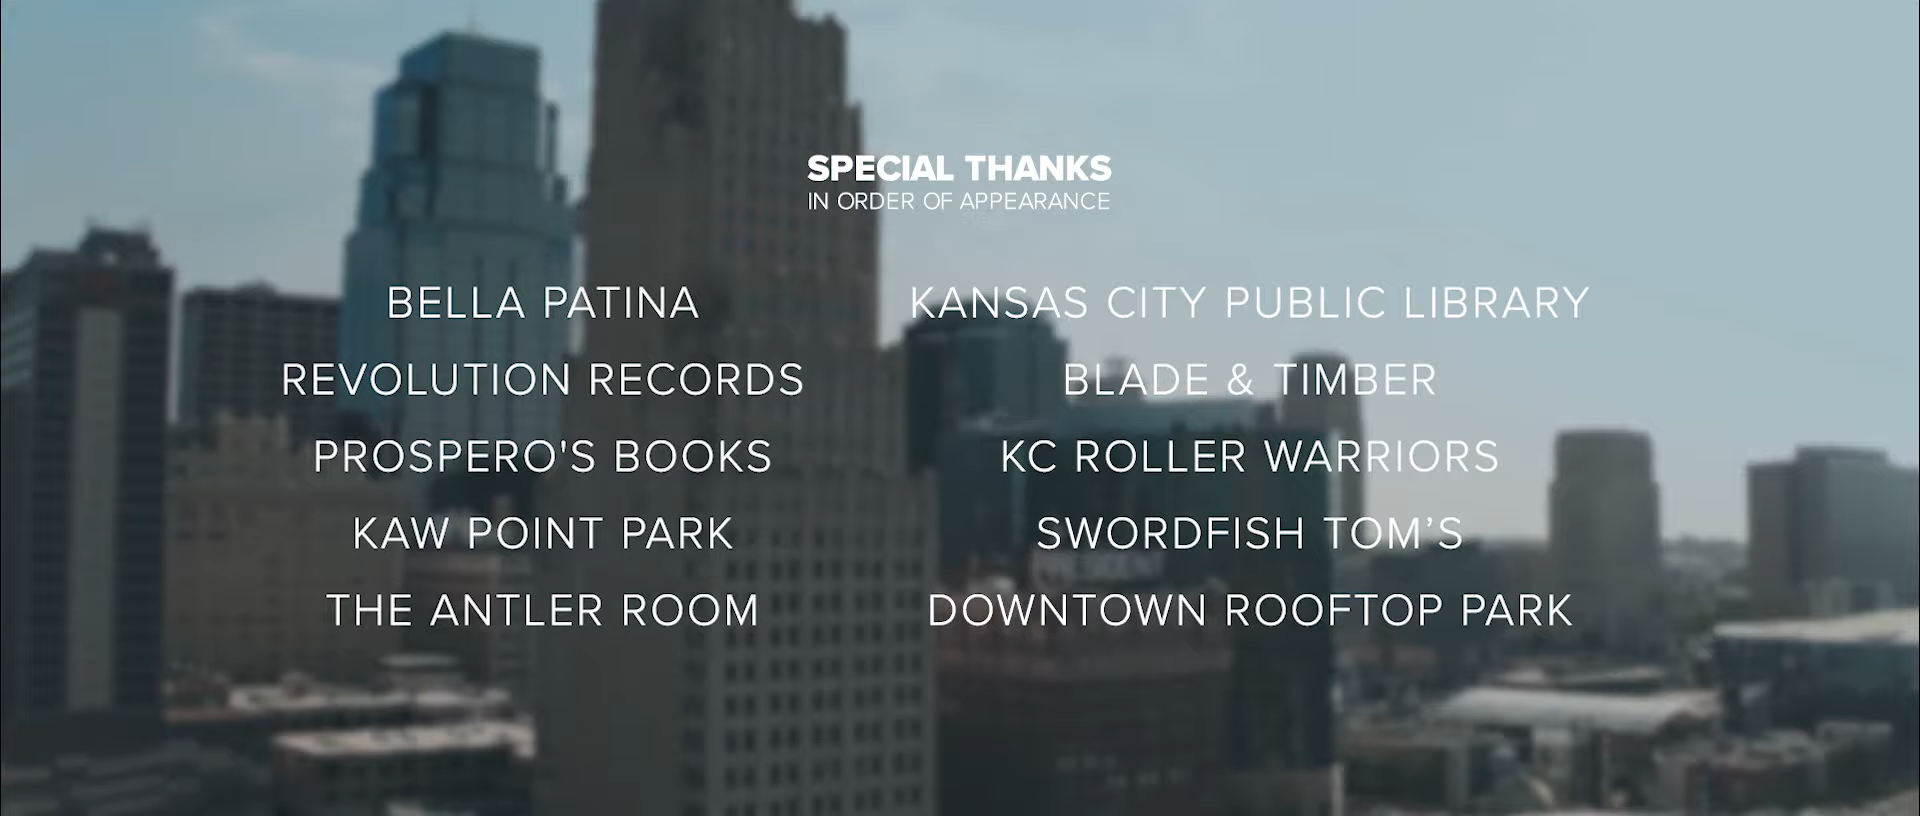 SPECIAL THANKS
IN ORDER OF APPEARANCE
BELLA PATINA
REVOLUTION RECORDS
PROSPERO'S BOOKS
KAW POINT PARK
THE ANTLER ROOM
KANSAS CITY PUBLIC LIBRARY
BLADE & TIMBER
KC ROLLER WARRIORS
SWORDFISH TOM’S
DOWNTOWN ROOFTOP PARK
PRESIDENT